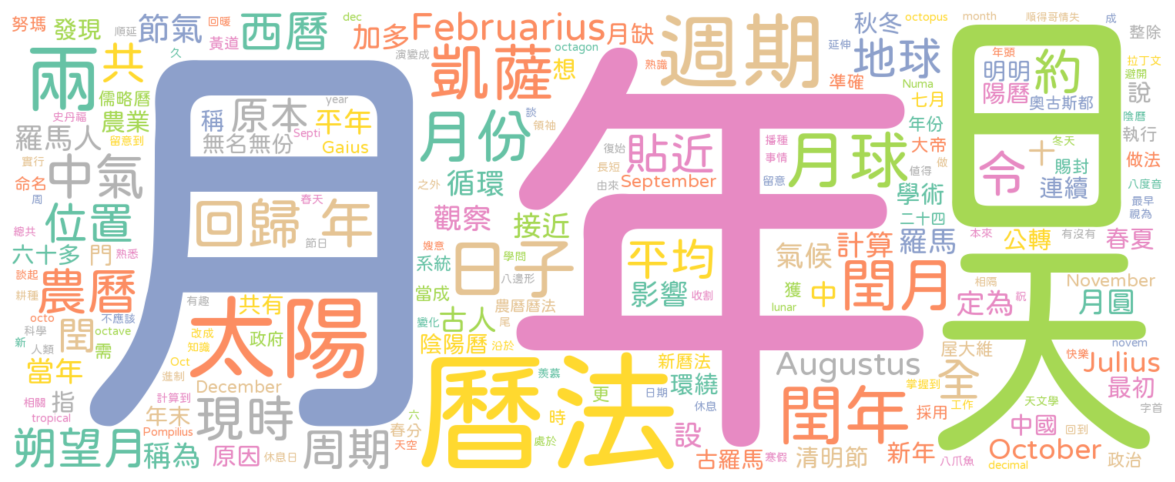 月
年
日
天
曆法
太陽
週期
兩
共
節氣
西曆
努瑪
發現
回暖
dec
順延
黃道
久
演變成
加多
Februarius
月缺
octagon
熟識
想
凱薩
月份
秋冬
octopus
month
順得哥情失
成
延伸
地球
準確
Numa
七月
年份
年頭
明明
陽曆
約
奧古斯都
整除
拉丁文
避開
說
陰曆
執行
儒略曆
史丹福
農業
留意到
羅馬人
實行
中氣
命名
周
位置
總共
六十多
門
熟悉
談起
農曆
耕種
octo
不應該
科學
octave
新
人類
閏
需
當年
指
相關
tropical
朔望月
稱為
稱
原本
year
平年
Septi
無名無份
Gaius
春天
回歸年
節日
有趣
共有
改成
知識
政府
Oct
進制
December
計算到
現時
年末
Pompilius
原因
休息日
周期
六
春分
天空
談
領袖
之外
循環
觀察
接近
嫂意
學問
系統
八邊形
日子
當成
農曆曆法
古人
變化
尾
陰陽曆
沿於
新曆法
羨慕
日期
環繞
更
時
處於
休息
設
貼近
復始
長短
由來
September
播種
事情
留意
月球
大帝
值得
做
學術
二十四
平均
影響
收割
氣候
計算
羅馬
獲
中
lunar
閏月
令
十
冬天
賜封
連續
做法
八度音
最早
視為
本來
有沒有
公轉
春夏
相隔
祝
November
定為
月圓
novem
屋大維
快樂
Julius
全
最初
掌握到
工作
天文學
字首
採用
中國
回到
October
政治
Augustus
閏年
古羅馬
寒假
清明節
新年
八爪魚
decimal